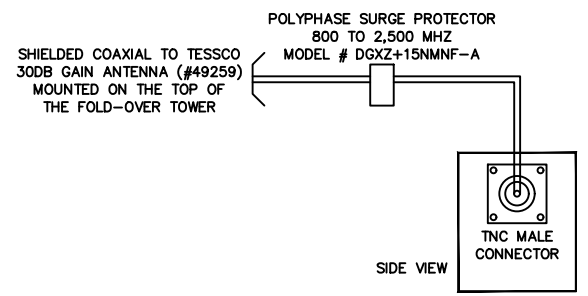 POLYPHASE SURGE PROTECTOR
800 TO 2,500 MHZ
MODEL # DGXZ+15NMNF-A
SHIELDED COAXIAL TO TESSCO
30DB GAIN ANTENNA (#49259)
MOUNTED ON THE TOP OF
THE FOLD-OVER TOWER
TNC MALE
CONNECTOR
SIDE VIEW